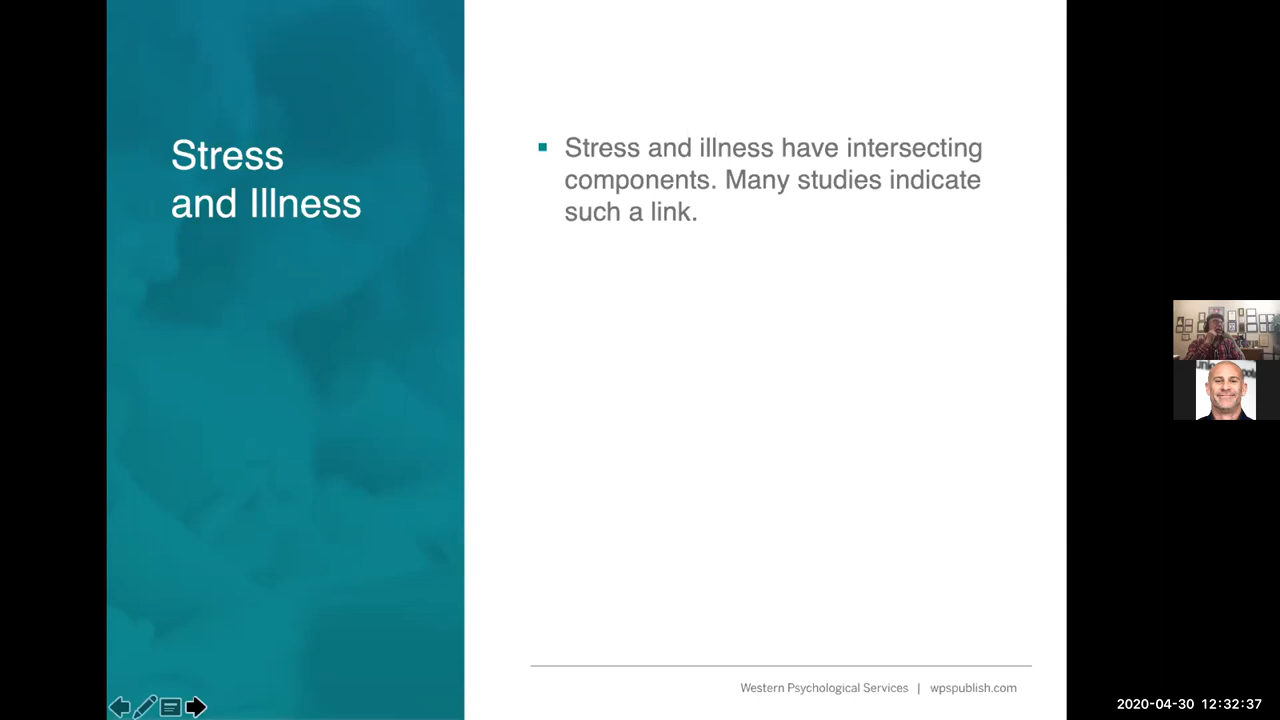 Stress
and Illness
▪ Stress and illness have intersecting
components. Many studies indicate
such a link.
Western Psychological Services | wpspublish.com
2020-04-30 12:32:37